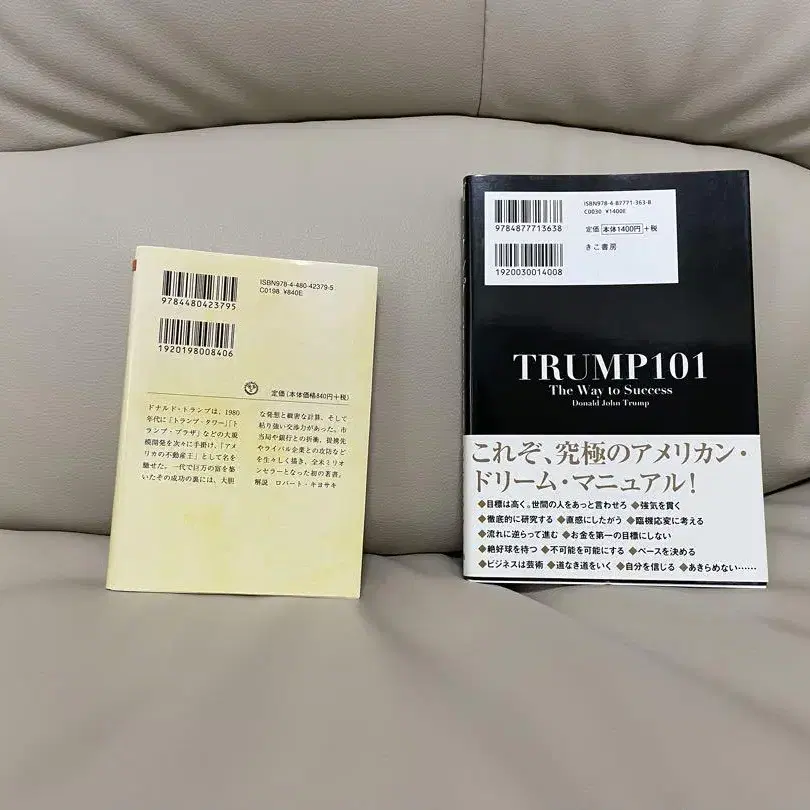 ISBN978-4-480-42379-5
C0198 ¥840E
9784480423795
1920198008406
定価(本体価格840円+税)
ドナルド・トランプは、1980
年代に「トランプ・タワー」「ト
ランプ・プラザ」などの大規
模開発を次々に手掛け、「アメ
リカの不動産王」として名を
馳せた。一代で巨万の富を築
いたその成功の裏には、大胆
な発想と緻密な計算、そして
粘り強い交渉力があった。市
当局や銀行との折衝、提携先
やライバル企業との攻防など
を生々しく描き、全米ミリオ
ンセラーとなった初の著書。
解説 ロバート・キヨサキ
ISBN978-4-87771-363-8
C0030 ¥1400E
9784877713638
定価 本体1400円+税
きこ書房
1920030014008
TRUMP101
The Way to Success
Donald John Trump
これぞ、究極のアメリカン・
ドリーム・マニュアル!
◆目標は高く。世間の人をあっと言わせろ ◆強気を貫く
◆徹底的に研究する ◆直感にしたがう ◆臨機応変に考える
◆流れに逆らって進む ◆お金を第一の目標にしない
◆絶好球を待つ ◆不可能を可能にする ◆ペースを決める
◆ビジネスは芸術 ◆道なき道をいく ◆自分を信じる ◆あきらめない……